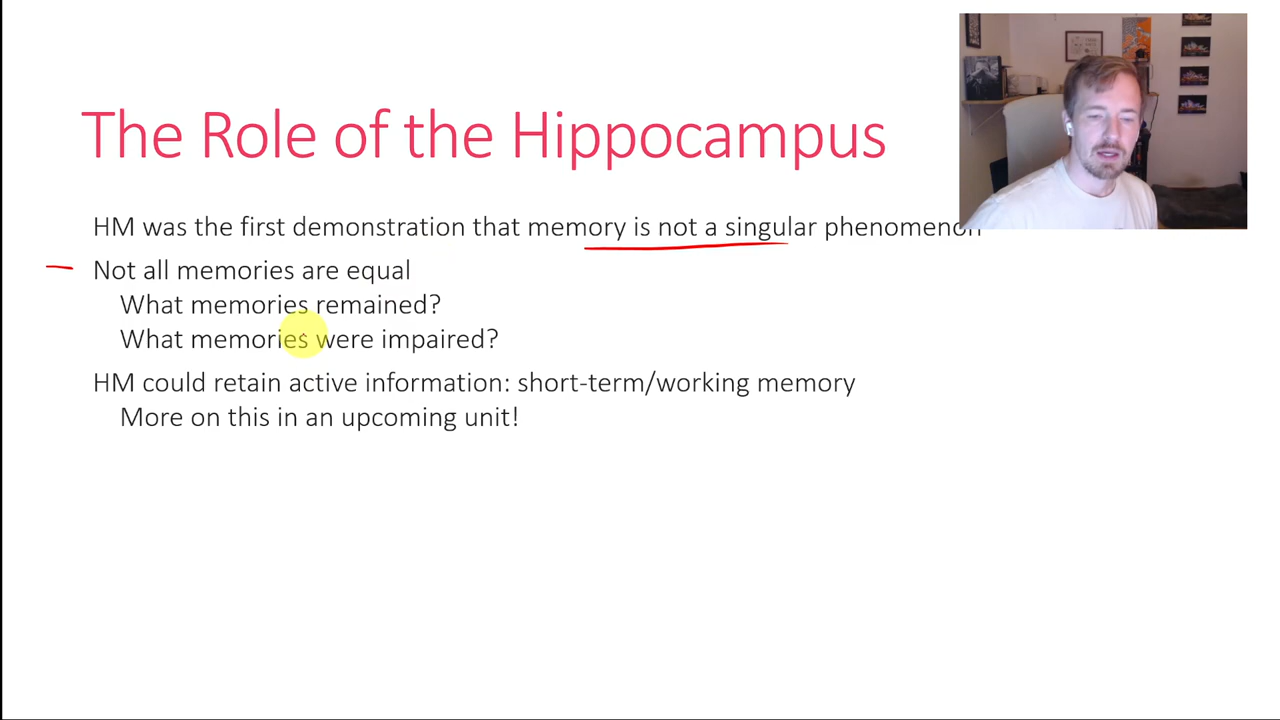 The Role of the Hippocampus
HM was the first demonstration that memory is not a singular phenomenon
Not all memories are equal
What memories remained?
What memories were impaired?
HM could retain active information: short-term/working memory
More on this in an upcoming unit!